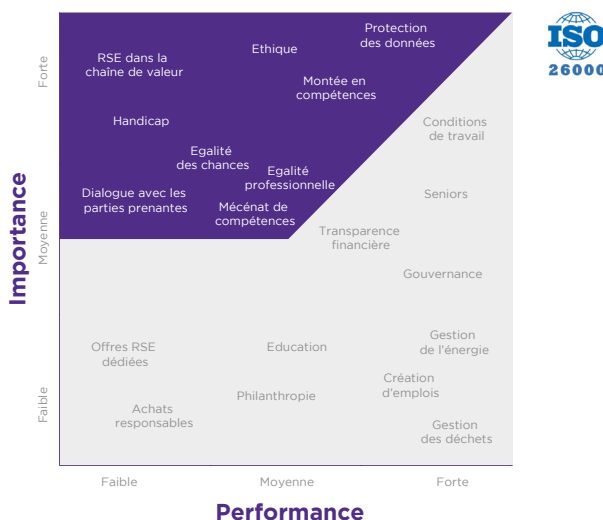 Protection
des données
Ethique
RSE dans la
chaîne de valeur
Montée en
compétences
Handicap
Conditions
de travail
Egalité
des chances
Egalité
professionnelle
Dialogue avec les
parties prenantes
Mécénat de
compétences
Seniors
Transparence
financière
Gouvernance
Offres RSE
dédiées
Education
Gestion
de l'énergie
Philanthropie
Création
d'emplois
Achats
responsables
Gestion
des déchets
Importance
Forte
Moyenne
Faible
Faible
Moyenne
Forte
Performance
ISO
26000